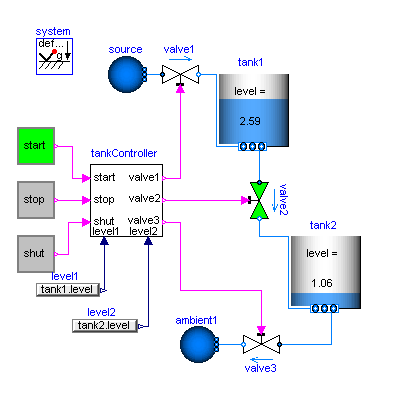 system
def...
g
source
valve1
tank1
level =
2.59
start
tankController
start
valve1
stop
stop
valve2
shut
shut
valve3
level1
level2
valve2
tank2
level =
1.06
level1
tank1.level
level2
tank2.level
ambient1
valve3